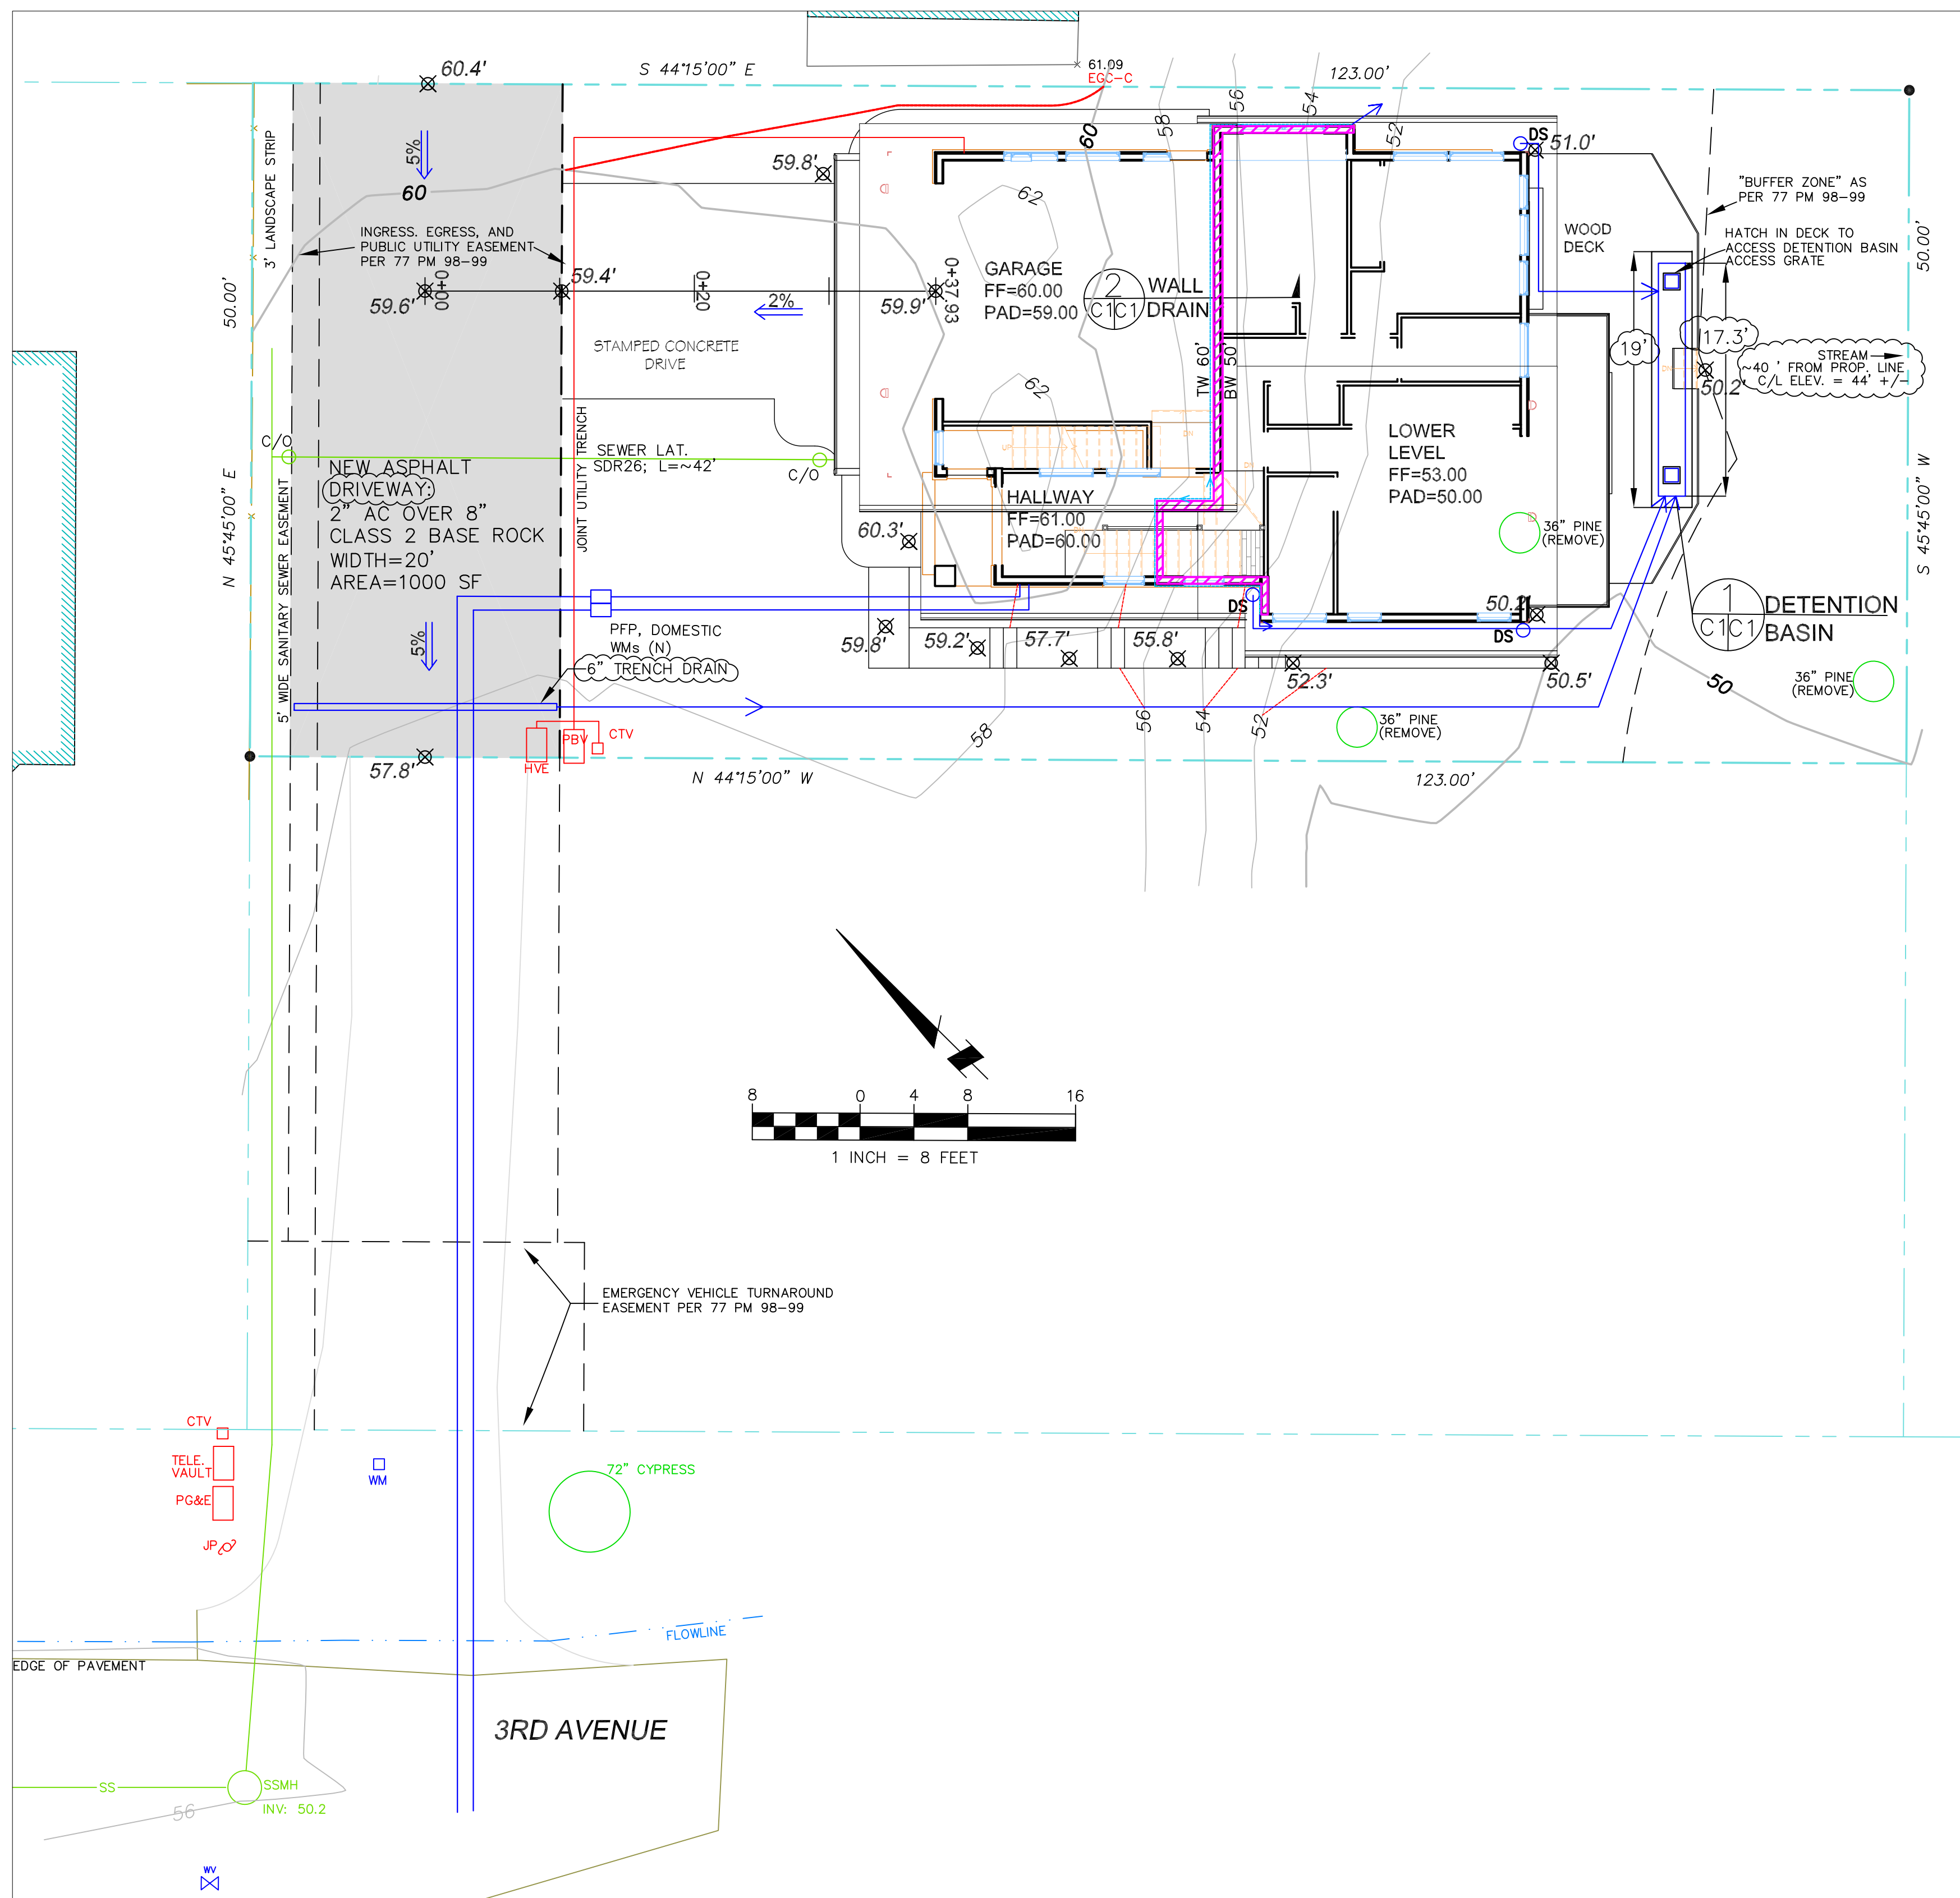 60.4'
S 44°15'00" E
61.09
EGC-C
123.00'
56
54
58
60
52
DS
51.0'
3' LANDSCAPE STRIP
5%
60
59.8'
62
"BUFFER ZONE" AS
PER 77 PM 98-99
INGRESS. EGRESS, AND
PUBLIC UTILITY EASEMENT
PER 77 PM 98-99
WOOD
DECK
HATCH IN DECK TO
ACCESS DETENTION BASIN
ACCESS GRATE
50.00'
50.00'
59.4'
59.6'
0+00
0+20
2%
59.9'
0+37.93
GARAGE
FF=60.00
PAD=59.00
2
C1 C1
WALL
DRAIN
STAMPED CONCRETE
DRIVE
TW 60'
BW 50'
62
19'
17.3'
STREAM
~40 ' FROM PROP. LINE
C/L ELEV. = 44' +/-
50.2'
C/O
NEW ASPHALT
DRIVEWAY:
2" AC OVER 8"
CLASS 2 BASE ROCK
WIDTH=20'
AREA=1000 SF
JOINT UTILITY TRENCH
SEWER LAT.
SDR26; L=~42'
C/O
UP
DN
LOWER
LEVEL
FF=53.00
PAD=50.00
N 45°45'00" E
S 45°45'00" W
5' WIDE SANITARY SEWER EASEMENT
HALLWAY
FF=61.00
PAD=60.00
60.3'
36" PINE
(REMOVE)
5%
DS
50.2'
DS
1
C1 C1
DETENTION
BASIN
PFP, DOMESTIC
WMs (N)
6" TRENCH DRAIN
59.8'
59.2'
57.7'
55.8'
52.3'
50.5'
50
36" PINE
(REMOVE)
58
56
54
52
36" PINE
(REMOVE)
57.8'
HVE
PBV
CTV
N 44°15'00" W
123.00'
8 0 4 8 16
1 INCH = 8 FEET
EMERGENCY VEHICLE TURNAROUND
EASEMENT PER 77 PM 98-99
CTV
TELE.
VAULT
PG&E
JP
WM
72" CYPRESS
FLOWLINE
EDGE OF PAVEMENT
3RD AVENUE
SS
SSMH
INV: 50.2
56
WV